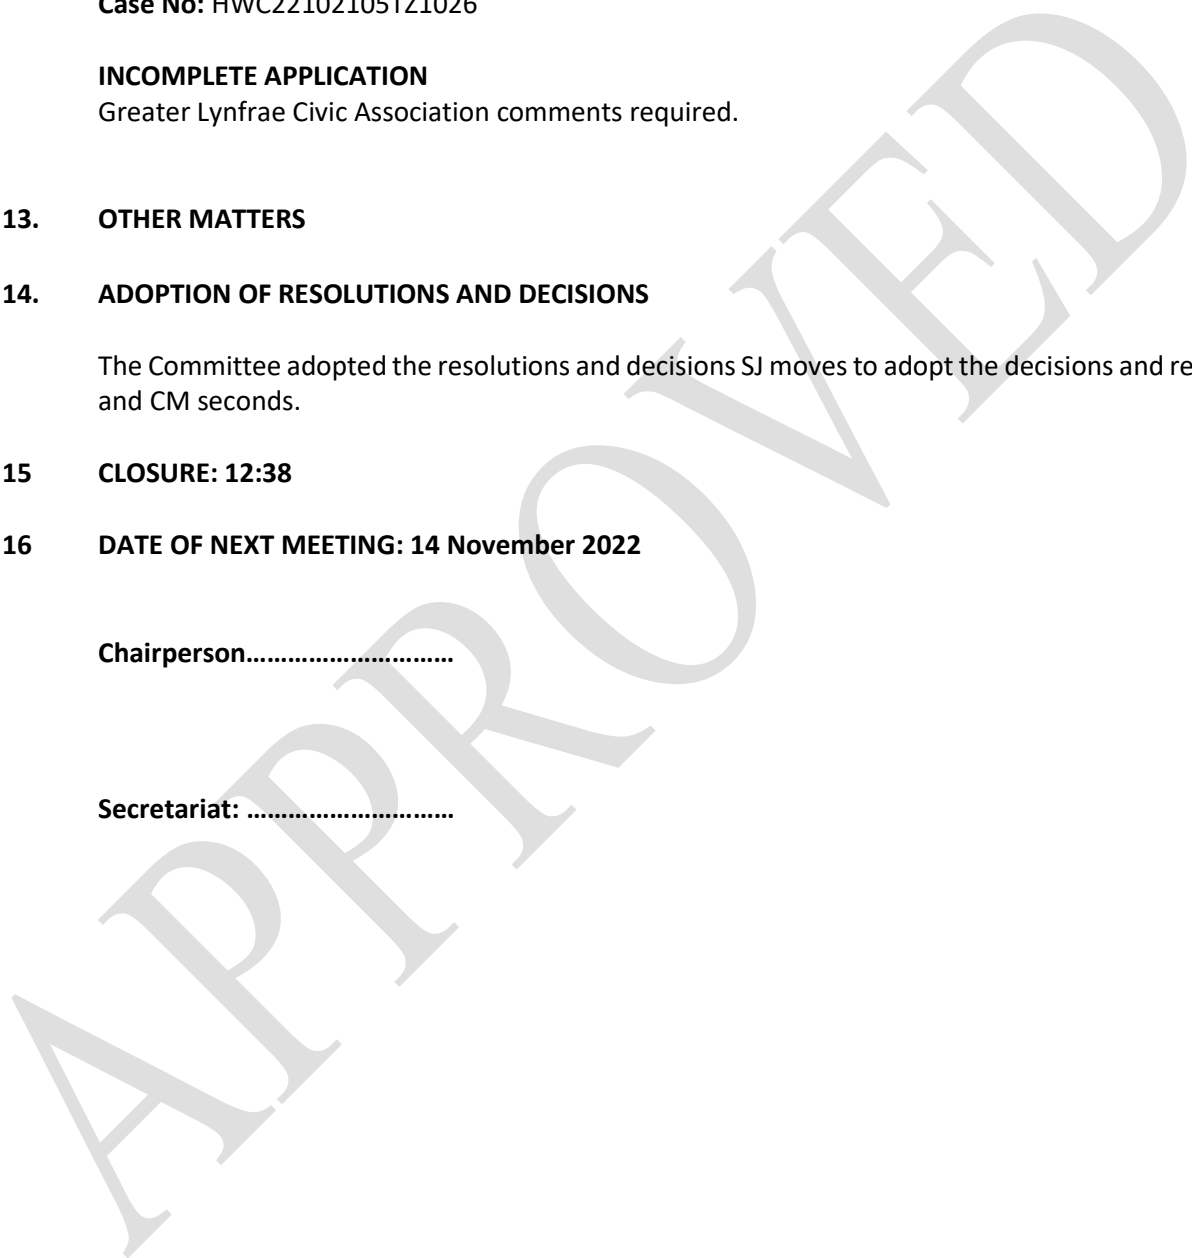 Case No: HWC22102105TZ1026
INCOMPLETE APPLICATION
Greater Lynfrae Civic Association comments required.
13. OTHER MATTERS
14. ADOPTION OF RESOLUTIONS AND DECISIONS
The Committee adopted the resolutions and decisions SJ moves to adopt the decisions and re
and CM seconds.
15 CLOSURE: 12:38
16 DATE OF NEXT MEETING: 14 November 2022
Chairperson…………………………
Secretariat: …………………………
APPROVED